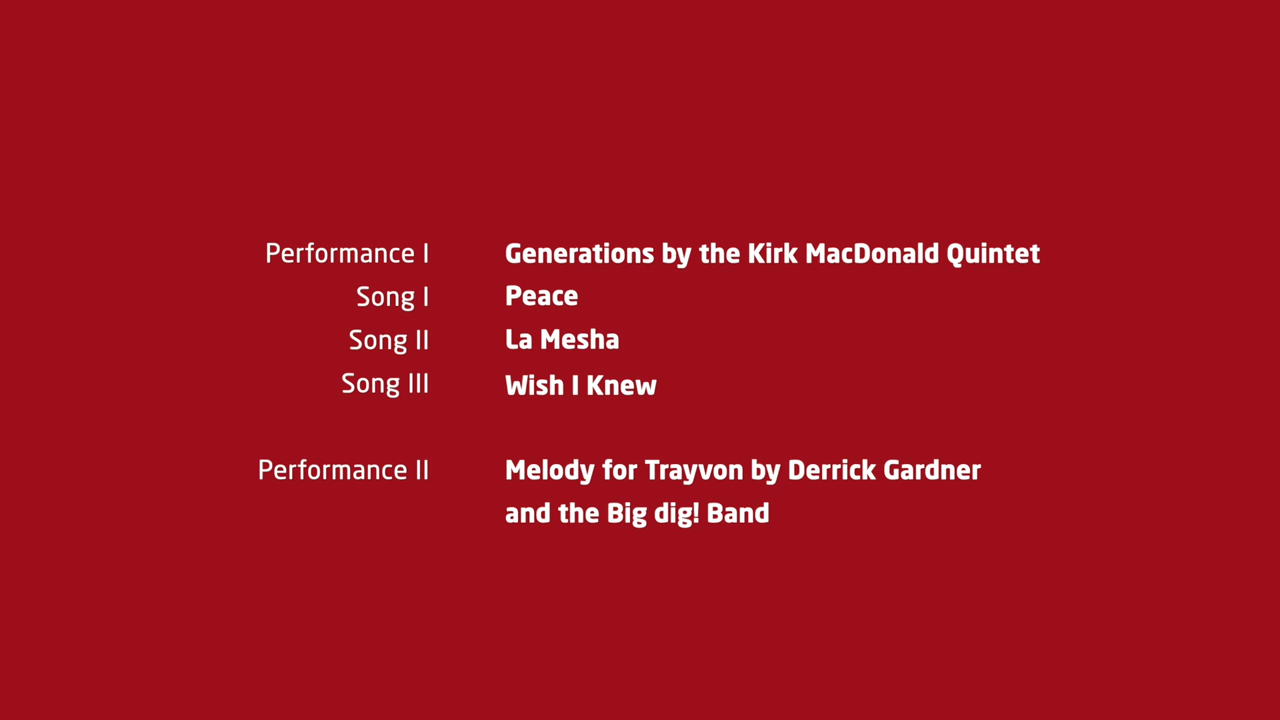 Performance I Generations by the Kirk MacDonald Quintet
Song I Peace
Song II La Mesha
Song III Wish I Knew
Performance II Melody for Trayvon by Derrick Gardner
and the Big dig! Band